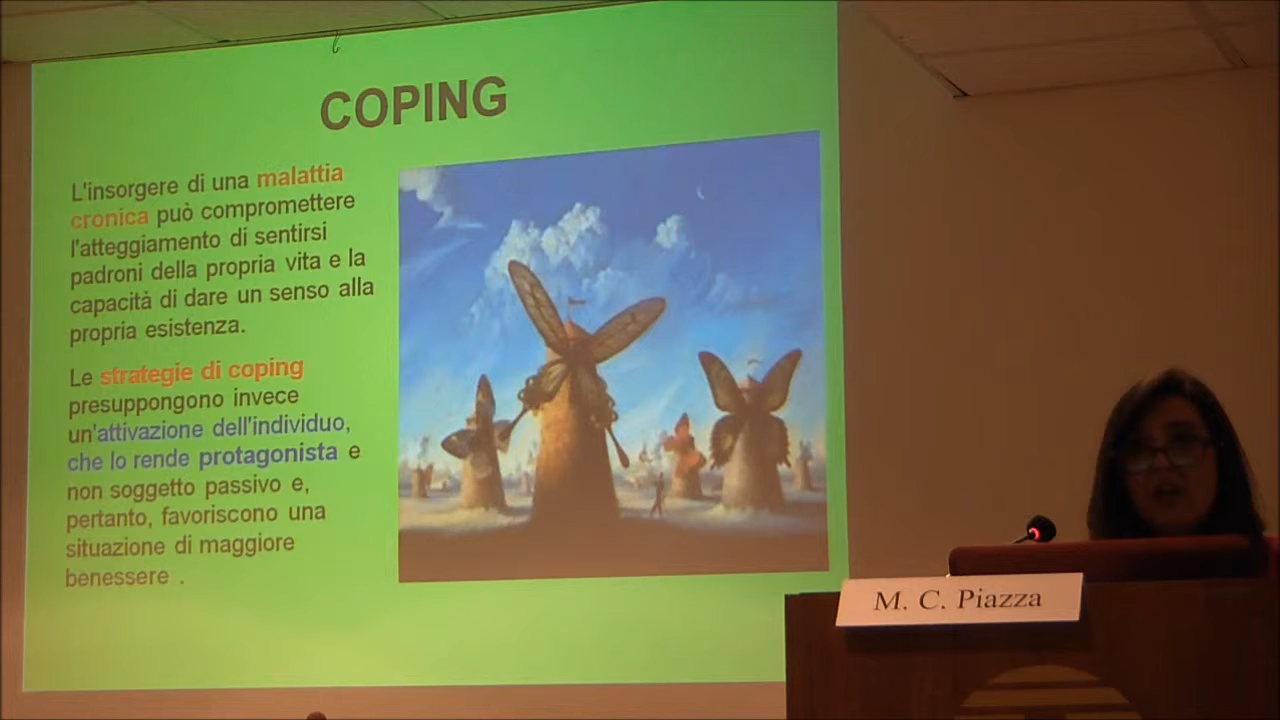 COPING
L'insorgere di una malattia
cronica può compromettere
l'atteggiamento di sentirsi
padroni della propria vita e la
capacità di dare un senso alla
propria esistenza.
Le strategie di coping
presuppongono invece
un'attivazione dell'individuo,
che lo rende protagonista e
non soggetto passivo e,
pertanto, favoriscono una
situazione di maggiore
benessere .
M. C. Piazza